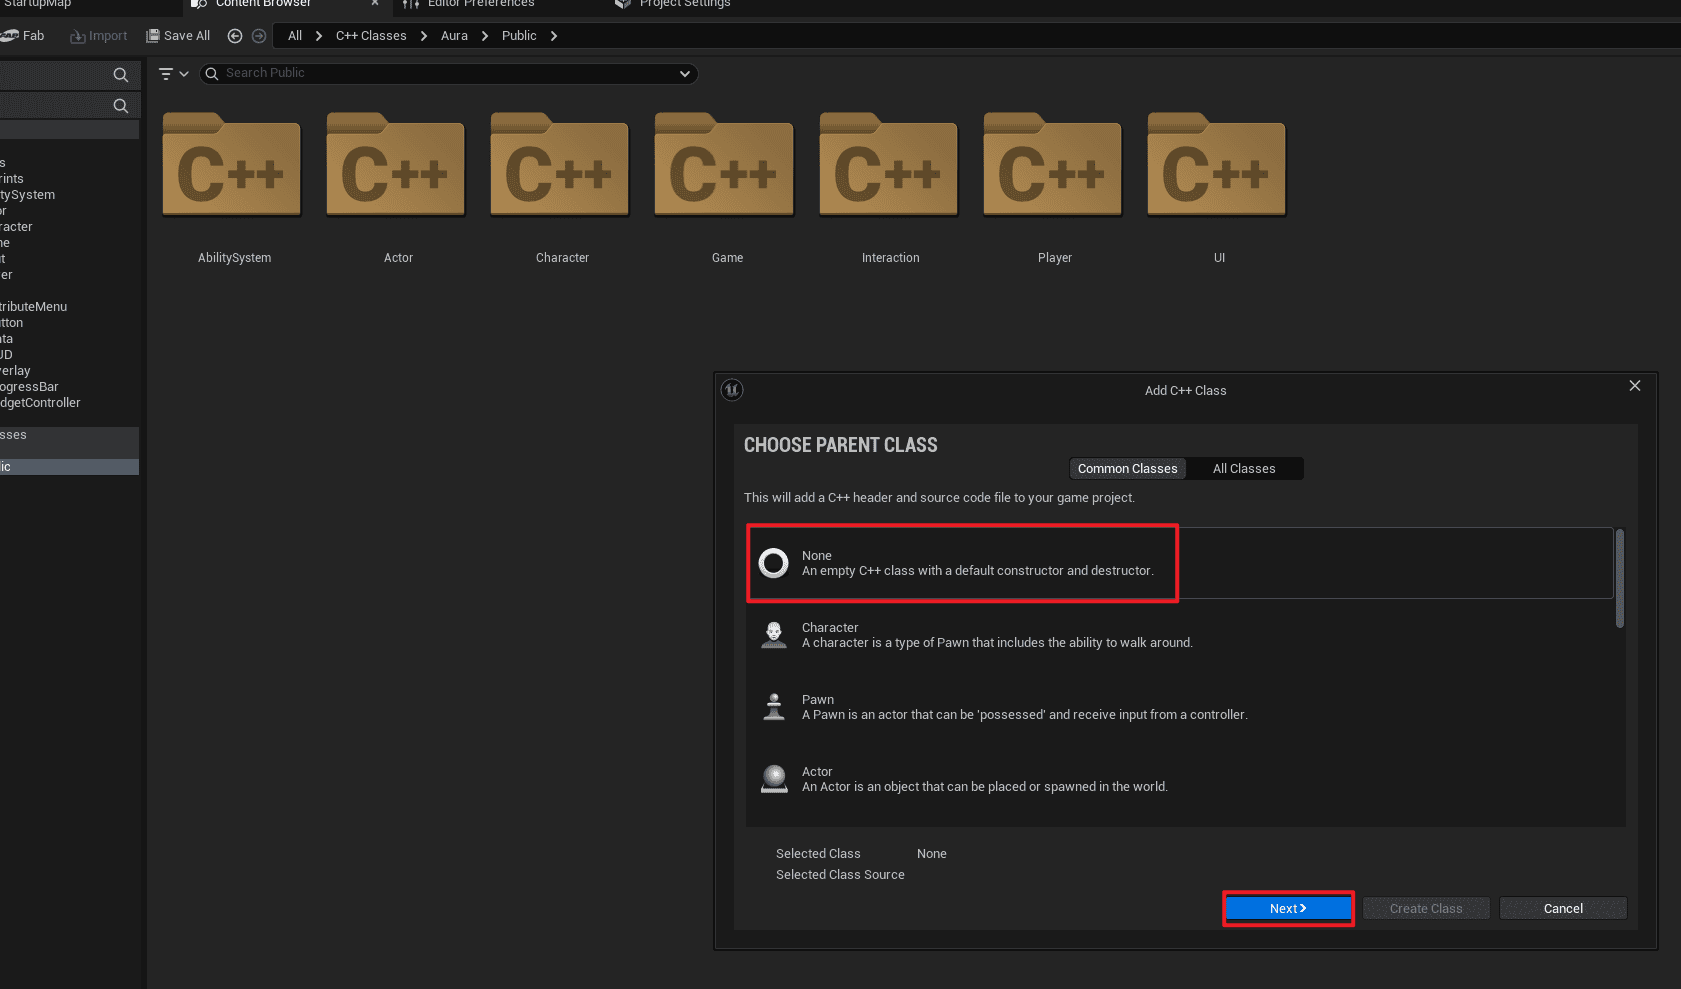 StartupMap
Content Browser
Editor Preferences
Project Settings
Fab
Import
Save All
All
C++ Classes
Aura
Public
Search Public
s
rints
tySystem
or
racter
ne
t
er
tributeMenu
tton
ata
UD
verlay
ogressBar
dgetController
sses
lic
C++
C++
C++
C++
C++
C++
C++
AbilitySystem
Actor
Character
Game
Interaction
Player
UI
Add C++ Class
CHOOSE PARENT CLASS
Common Classes
All Classes
This will add a C++ header and source code file to your game project.
None
An empty C++ class with a default constructor and destructor.
Character
A character is a type of Pawn that includes the ability to walk around.
Pawn
A Pawn is an actor that can be 'possessed' and receive input from a controller.
Actor
An Actor is an object that can be placed or spawned in the world.
Selected Class
None
Selected Class Source
Next
Create Class
Cancel